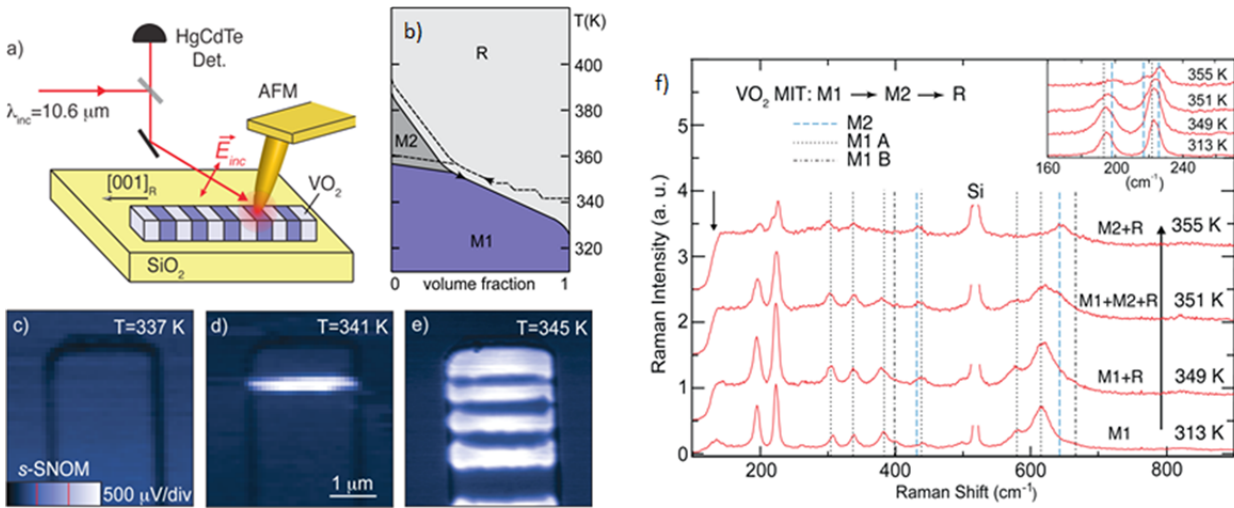 a)
HgCdTe
Det.
λinc=10.6 μm
AFM
E⃗inc
[001]R
VO2
SiO2
b)
T(K)
R
400
380
M2
360
340
M1
320
0
volume fraction
1
c)
T=337 K
s-SNOM
500 μV/div
d)
T=341 K
1 μm
e)
T=345 K
f)
VO2 MIT: M1 → M2 → R
M2
M1 A
M1 B
355 K
351 K
349 K
313 K
160
200
240
(cm-1)
Si
M2+R
355 K
M1+M2+R
351 K
M1+R
349 K
M1
313 K
Raman Intensity (a. u.)
6
5
4
3
2
1
0
200
400
600
800
Raman Shift (cm-1)